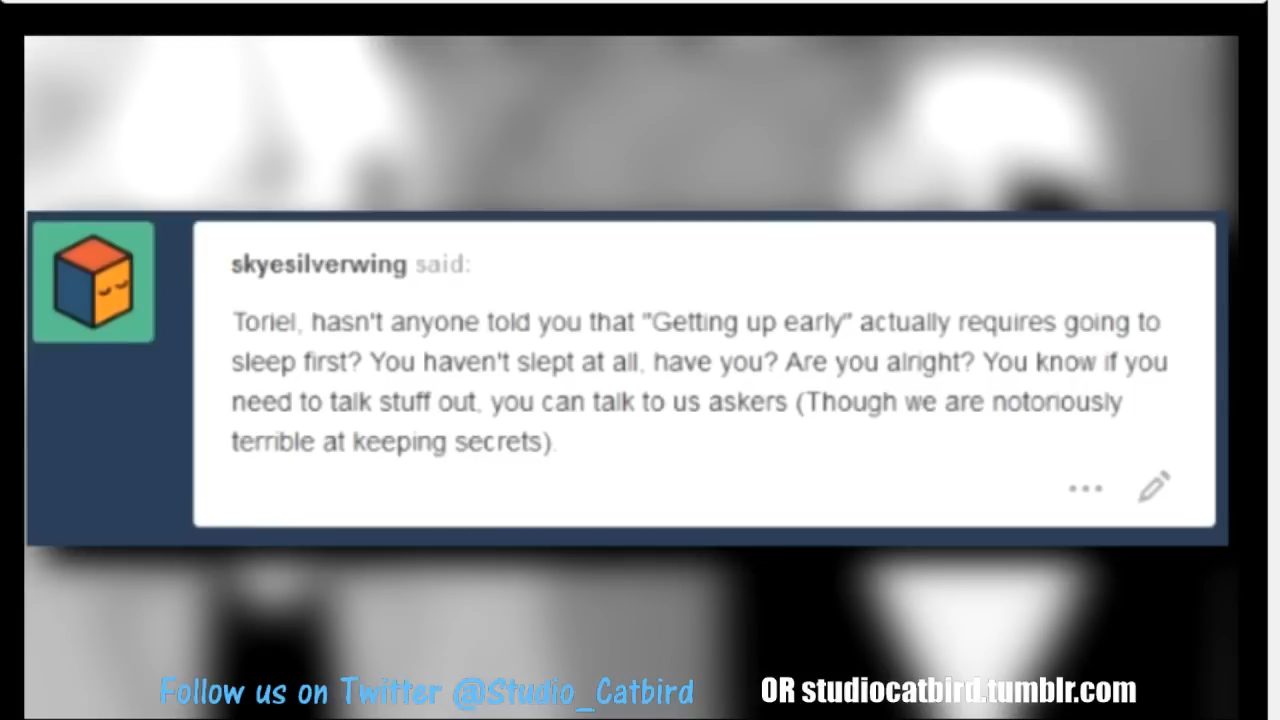 skyesilverwing said:
Toriel, hasn't anyone told you that "Getting up early" actually requires going to
sleep first? You haven't slept at all, have you? Are you alright? You know if you
need to talk stuff out, you can talk to us askers (Though we are notoriously
terrible at keeping secrets).
Follow us on Twitter @Studio_Catbird OR studiocatbird.tumblr.com